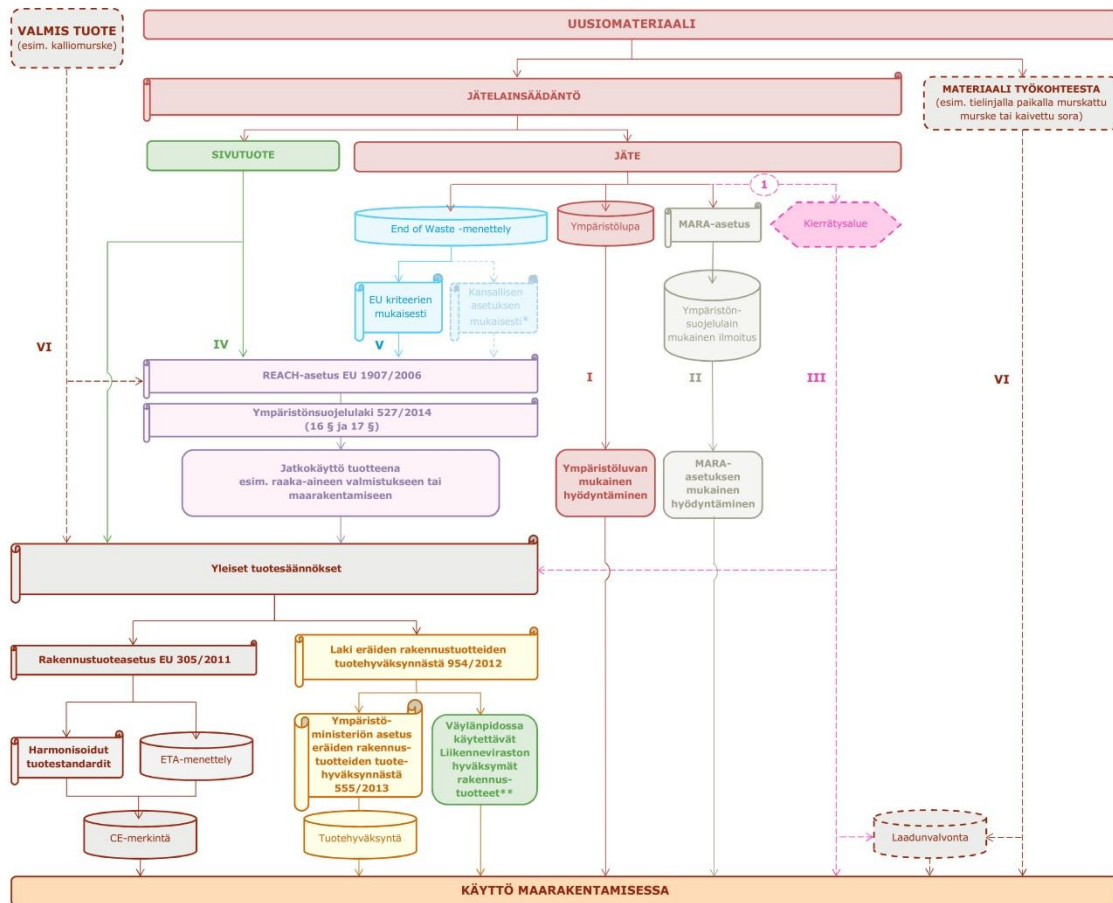 VALMIS TUOTE
(esim. kalliomurske)
UUSIOMATERIAALI
JÄTELAINSÄÄDÄNTÖ
MATERIAALI TYÖKOHTEESTA
(esim. tielinjalla paikalla murskattu
murske tai kaivettu sora)
SIVUTUOTE
JÄTE
1
End of Waste -menettely
Ympäristölupa
MARA-asetus
Kierrätysalue
EU kriteerien
mukaisesti
Kansallisen
asetuksen
mukaisesti*
Ympäristön-
suojelulain
mukainen ilmoitus
VI
IV
V
I
II
III
VI
REACH-asetus EU 1907/2006
Ympäristönsuojelulaki 527/2014
(16 § ja 17 §)
Jatkokäyttö tuotteena
esim. raaka-aineen valmistukseen tai
maarakentamiseen
Ympäristöluvan
mukainen
hyödyntäminen
MARA-
asetuksen
mukainen
hyödyntäminen
Yleiset tuotesäännökset
Rakennustuoteasetus EU 305/2011
Laki eräiden rakennustuotteiden
tuotehyväksynnästä 954/2012
Harmonisoidut
tuotestandardit
ETA-menettely
Ympäristö-
ministeriön asetus
eräiden rakennus-
tuotteiden tuote-
hyväksynnästä
555/2013
Väylänpidossa
käytettävät
Liikenneviraston
hyväksymät
rakennus-
tuotteet**
CE-merkintä
Tuotehyväksyntä
Laadunvalvonta
KÄYTTÖ MAARAKENTAMISESSA